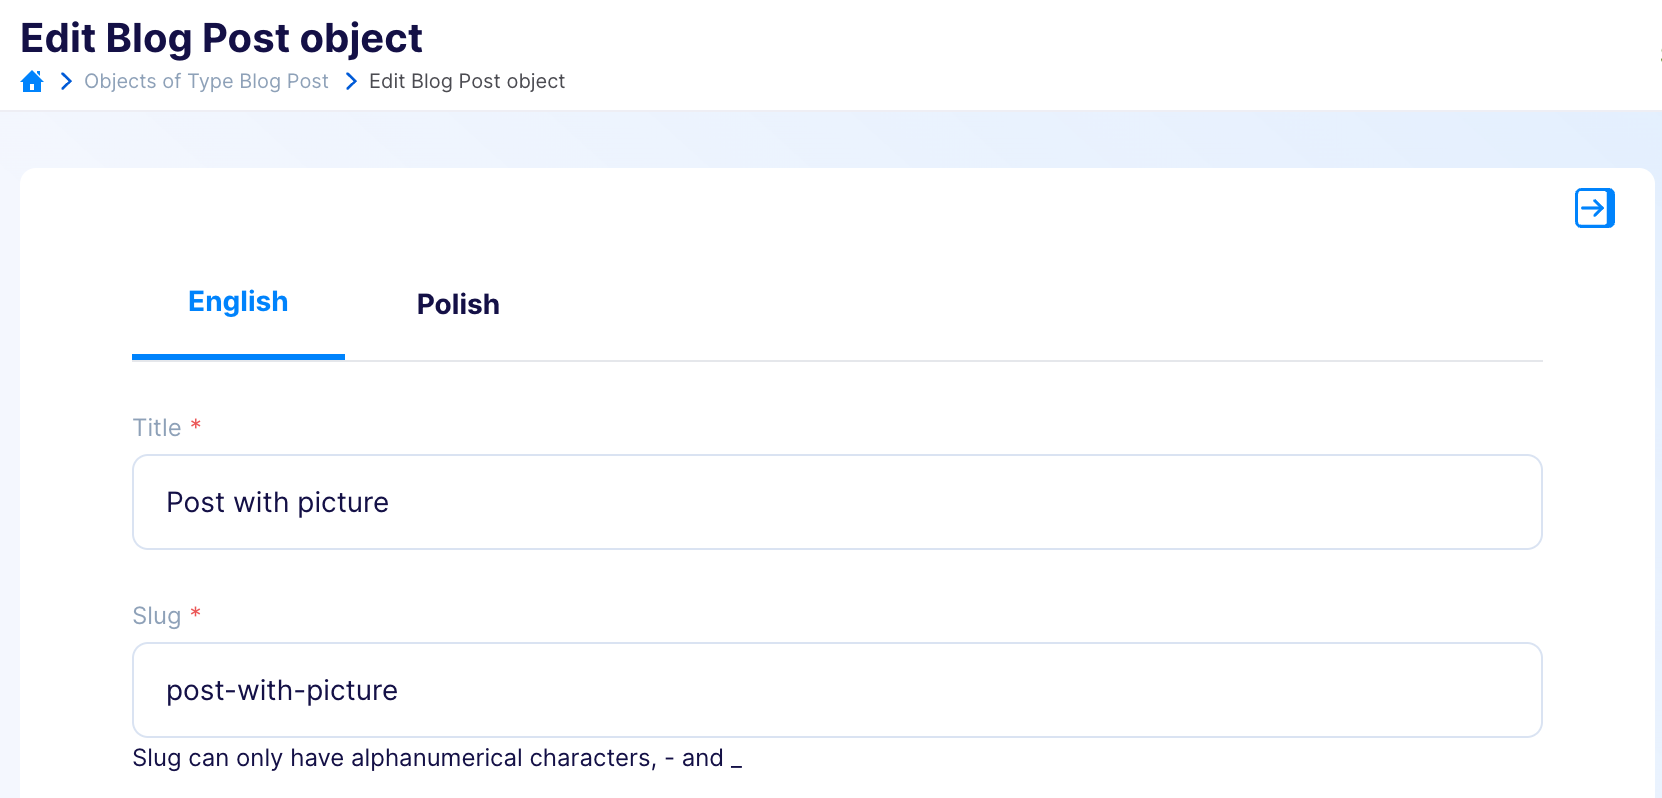 Edit Blog Post object
Objects of Type Blog Post Edit Blog Post object
English Polish
Title *
Post with picture
Slug *
post-with-picture
Slug can only have alphanumerical characters, - and _